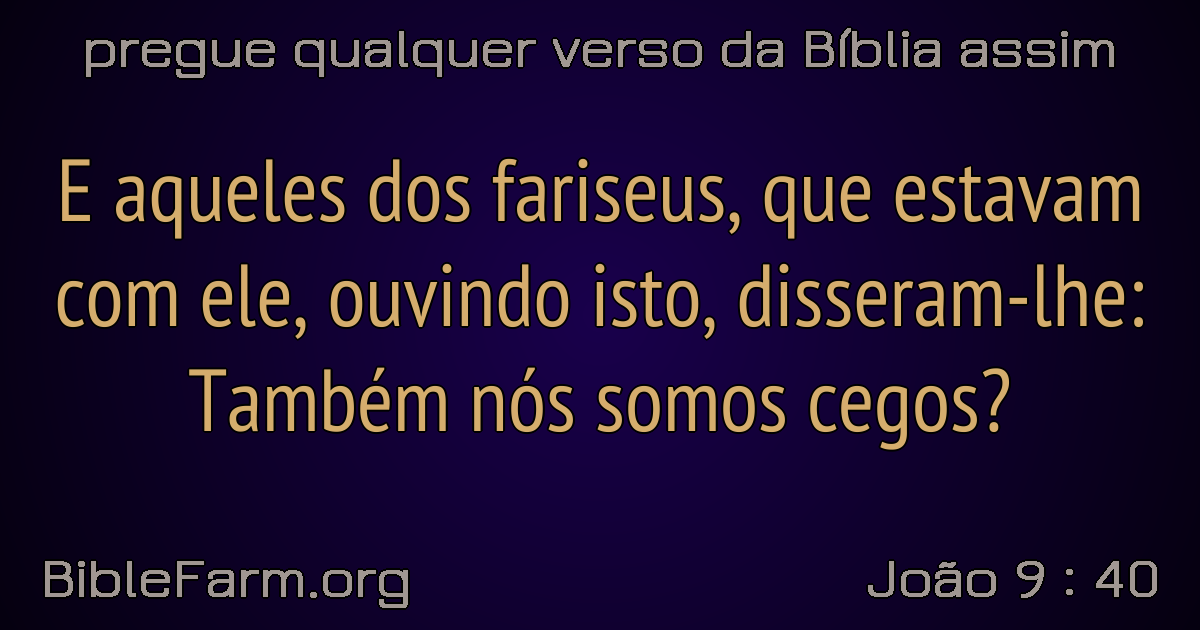 pregue qualquer verso da Bíblia assim
E aqueles dos fariseus, que estavam
com ele, ouvindo isto, disseram-lhe:
Também nós somos cegos?
BibleFarm.org
João 9 : 40